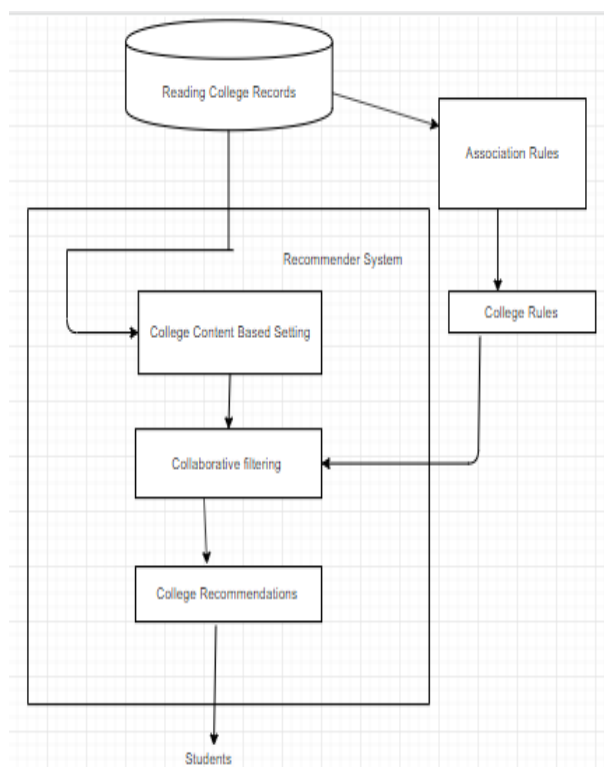 Reading College Records
Association Rules
Recommender System
College Rules
College Content Based Setting
Collaborative filtering
College Recommendations
Students